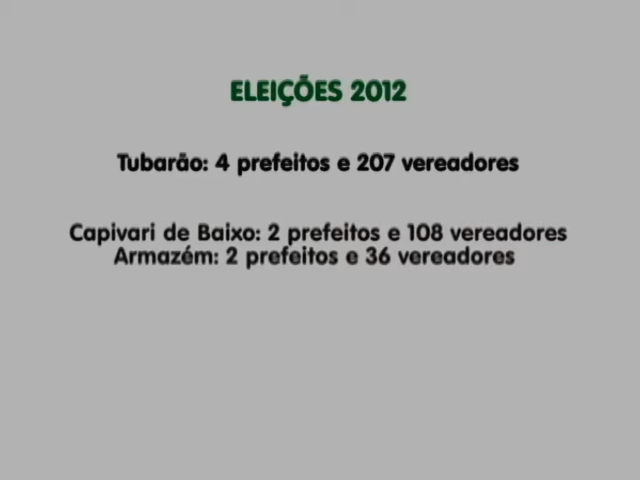 ELEIÇÕES 2012
Tubarão: 4 prefeitos e 207 vereadores
Capivari de Baixo: 2 prefeitos e 108 vereadores
Armazém: 2 prefeitos e 36 vereadores